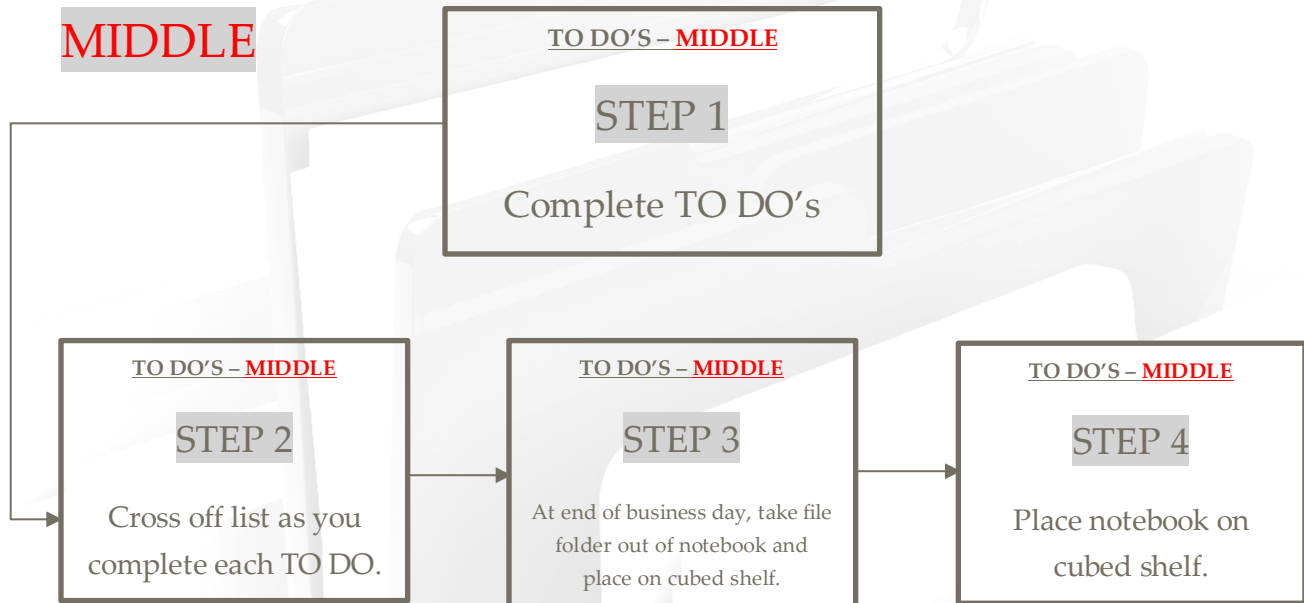 MIDDLE
TO DO’S – MIDDLE
STEP 1
Complete TO DO’s
TO DO’S – MIDDLE
STEP 2
Cross off list as you
complete each TO DO.
TO DO’S – MIDDLE
STEP 3
At end of business day, take file
folder out of notebook and
place on cubed shelf.
TO DO’S – MIDDLE
STEP 4
Place notebook on
cubed shelf.